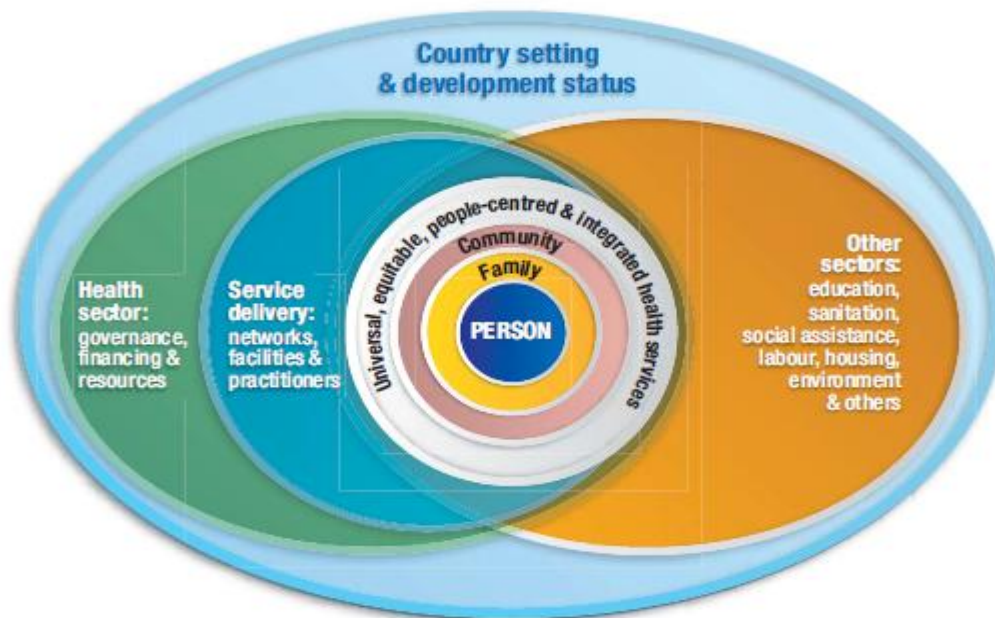 Country setting
& development status
Health
sector:
governance,
financing &
resources
Service
delivery:
networks,
facilities &
practitioners
Universal, equitable, people-centred & integrated health services
Community
Family
PERSON
Other
sectors:
education,
sanitation,
social assistance,
labour, housing,
environment
& others